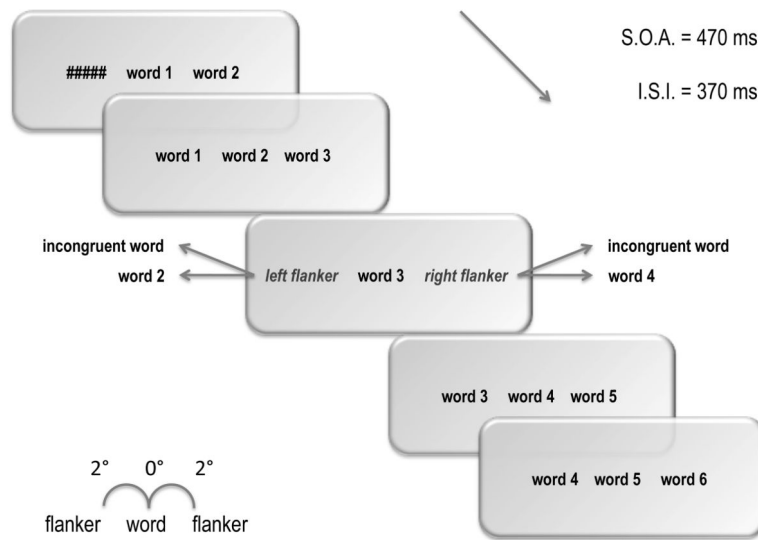 S.O.A. = 470 ms
I.S.I. = 370 ms
##### word 1 word 2
word 1 word 2 word 3
incongruent word
word 2
left flanker word 3 right flanker
incongruent word
word 4
word 3 word 4 word 5
word 4 word 5 word 6
2° 0° 2°
flanker word flanker